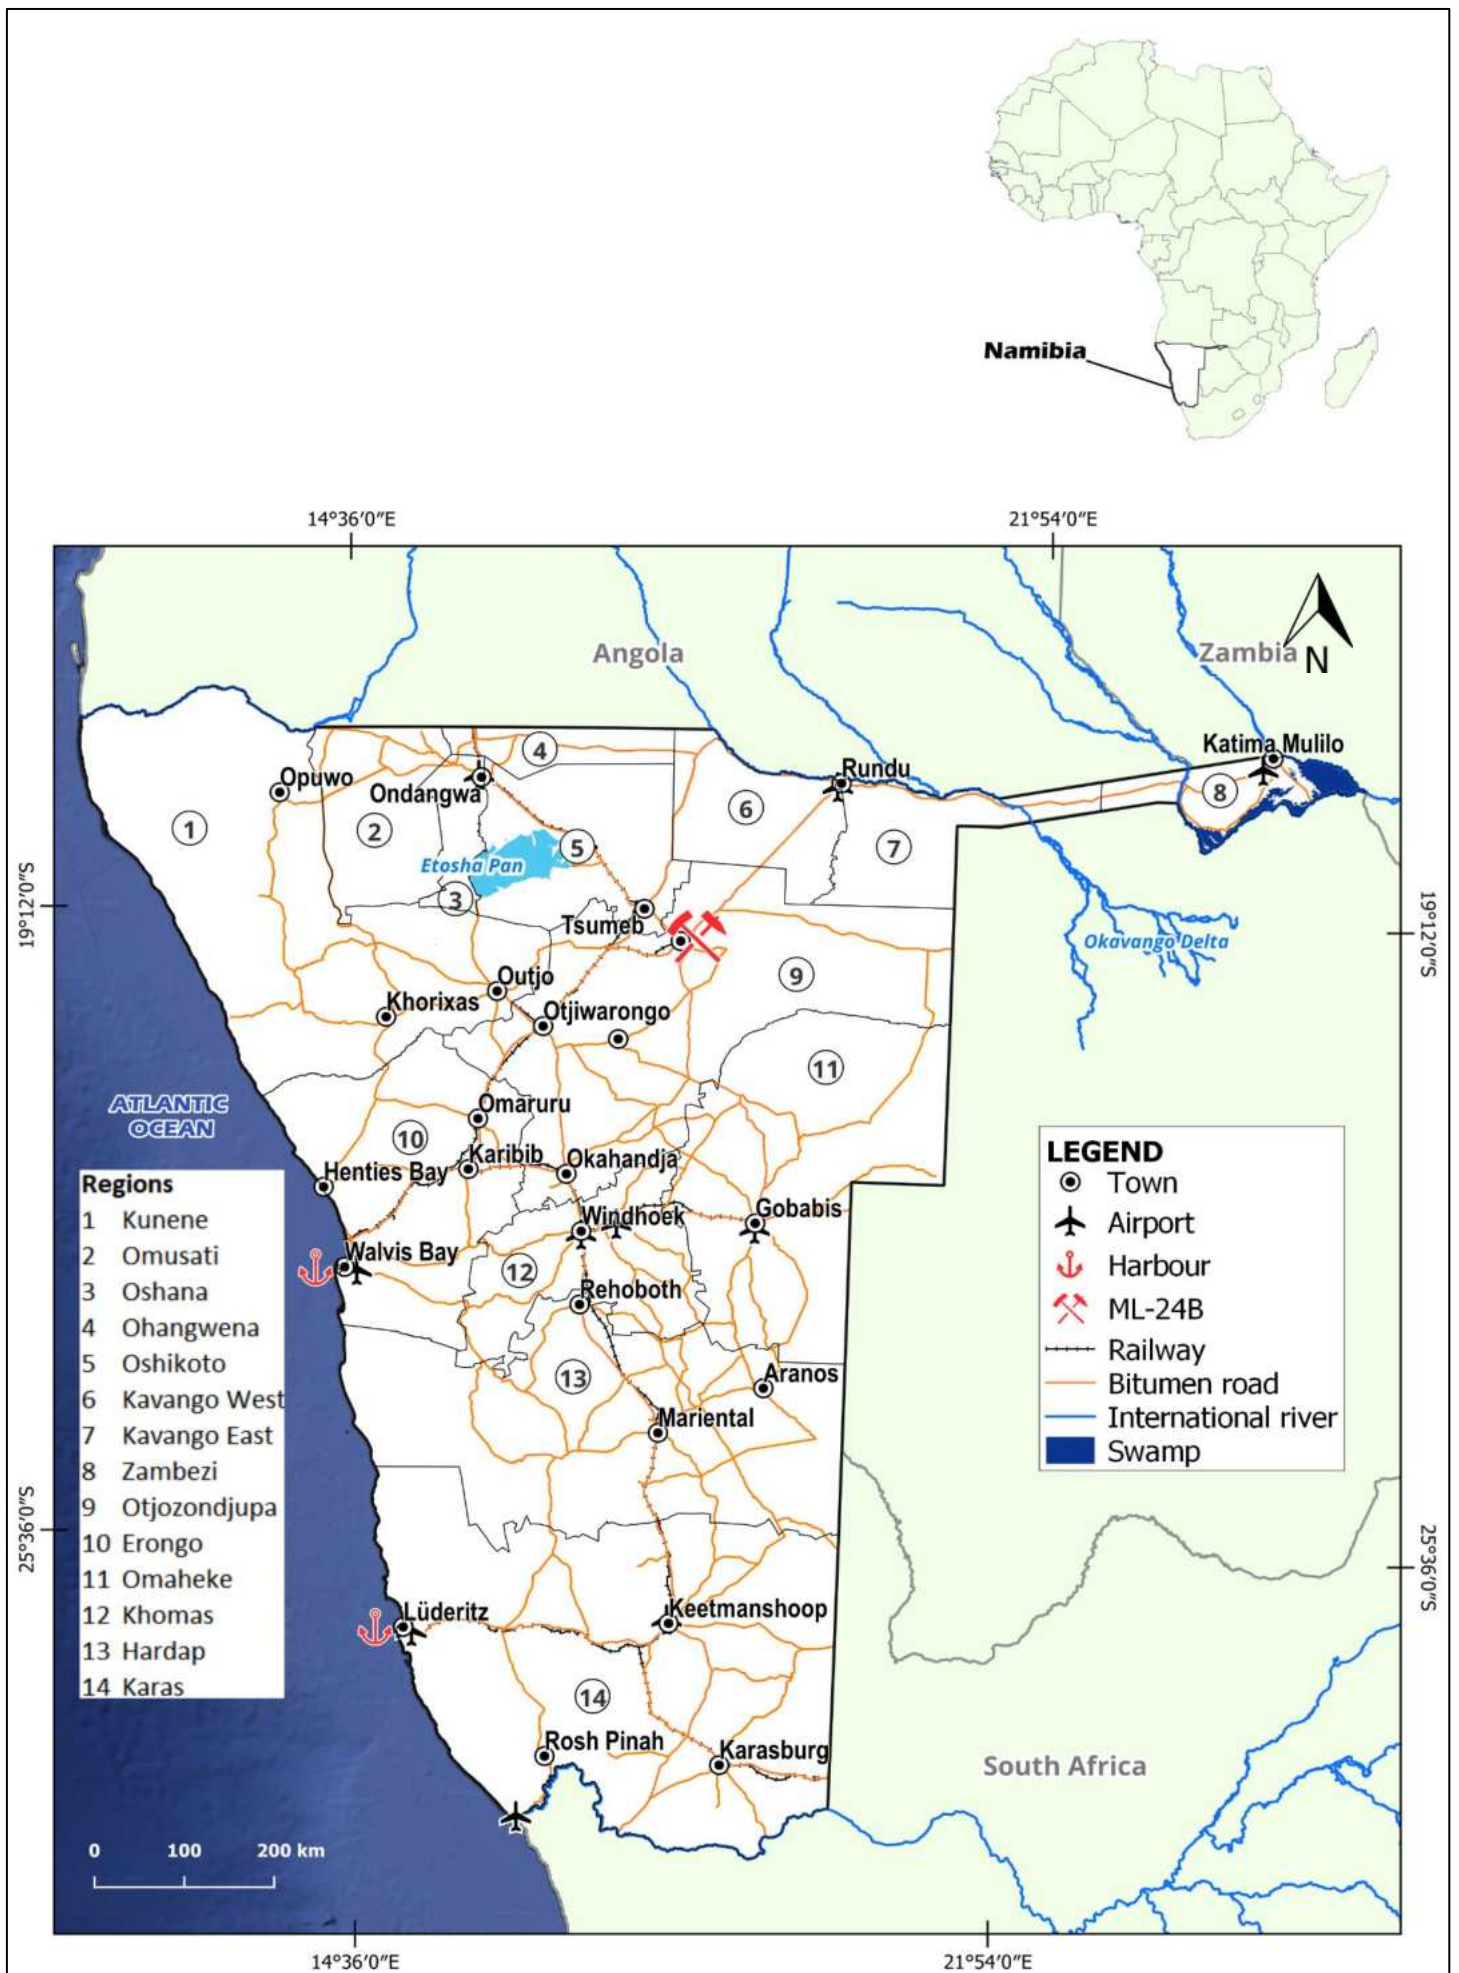 Namibia
14°36'0"E
21°54'0"E
Angola
Zambia
N
Katima Mulilo
Rundu
Opuwo
Ondangwa
4
8
6
1
2
5
7
Etosha Pan
3
19°12'0"S
19°12'0"S
Tsumeb
Okavango Delta
9
Outjo
Khorixas
Otjiwarongo
11
ATLANTIC
OCEAN
Omaruru
10
Karibib
Okahandja
Henties Bay
Windhoek
Gobabis
Walvis Bay
12
Rehoboth
13
Aranos
Mariental
Regions
1 Kunene
2 Omusati
3 Oshana
4 Ohangwena
5 Oshikoto
6 Kavango West
7 Kavango East
8 Zambezi
9 Otjozondjupa
10 Erongo
11 Omaheke
12 Khomas
13 Hardap
14 Karas
LEGEND
Town
Airport
Harbour
ML-24B
Railway
Bitumen road
International river
Swamp
25°36'0"S
25°36'0"S
Lüderitz
Keetmanshoop
14
Rosh Pinah
Karasburg
South Africa
0 100 200 km
14°36'0"E
21°54'0"E